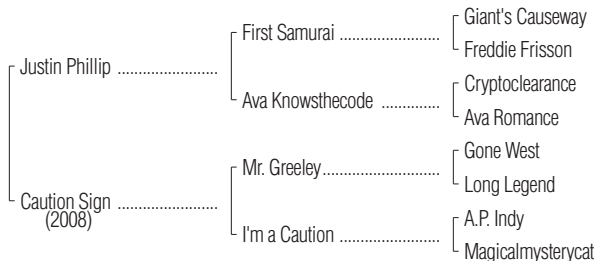 Giant's Causeway
First Samurai ....................
Freddie Frisson
Justin Phillip ....................
Cryptoclearance
Ava Knowsthecode ..............
Ava Romance
Gone West
Mr. Greeley........................
Long Legend
Caution Sign ....................
(2008)
A.P. Indy
I'm a Caution ....................
Magicalmysterycat